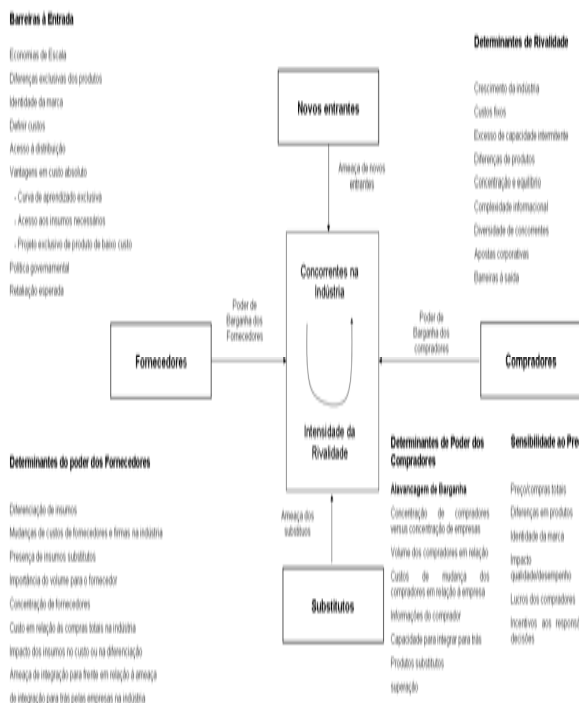 Barreiras à Entrada
Economias de Escala
Diferenças exclusivas dos produtos
Identidade da marca
Definir custos
Acesso à distribuição
Vantagens em custo absoluto
- Curva de aprendizado exclusiva
- Acesso aos insumos necessários
- Projeto exclusivo de produto de baixo custo
Política governamental
Retaliação esperada
Novos entrantes
Ameaça de novos
entrantes
Determinantes de Rivalidade
Crescimento da indústria
Custos fixos
Excesso de capacidade intermitente
Diferenças de produtos
Concentração e equilíbrio
Complexidade informacional
Diversidade de concorrentes
Apostas corporativas
Barreiras à saída
Concorrentes na
Indústria
Intensidade da
Rivalidade
Poder de
Barganha dos
Fornecedores
Fornecedores
Poder de
Barganha dos
compradores
Compradores
Determinantes do poder dos Fornecedores
Diferenciação de insumos
Mudanças de custos de fornecedores e firmas na indústria
Presença de insumos substitutos
Importância do volume para o fornecedor
Concentração de fornecedores
Custo em relação às compras totais na indústria
Impacto dos insumos no custo ou na diferenciação
Ameaça de integração para frente em relação à ameaça
de integração para trás pelas empresas na indústria
Ameaça dos
substitutos
Substitutos
Determinantes de Poder dos
Compradores
Alavancagem de Barganha
Concentração de compradores
versus concentração de empresas
Volume dos compradores em relação
Custos de mudança dos
compradores em relação à empresa
Informações do comprador
Capacidade para integrar para trás
Produtos substitutos
superação
Sensibilidade ao Pre
Preço/compras totais
Diferenças em produtos
Identidade da marca
Impacto
qualidade/desempenho
Lucros dos compradores
Incentivos aos respons
decisões